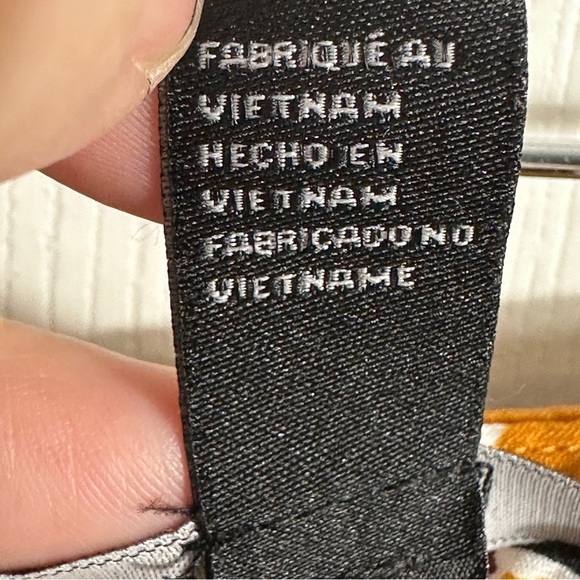 FABRIQUÉ AU
VIETNAM
HECHO EN
VIETNAM
FABRICADO NO
VIETNAME